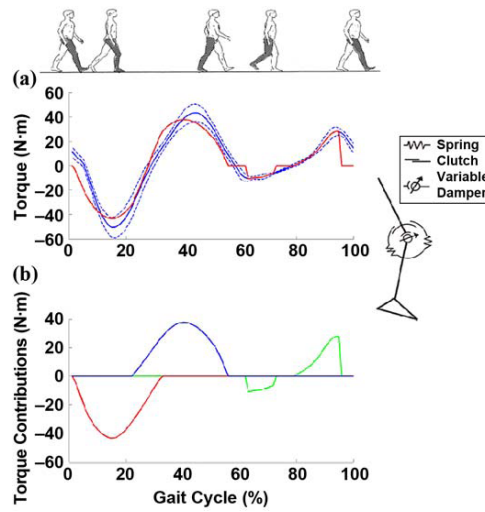 (a)
60
40
20
0
–20
–40
–60
Torque (N·m)
0 20 40 60 80 100
Spring
Clutch
Variable
Damper
(b)
60
40
20
0
–20
–40
–60
Torque Contributions (N·m)
0 20 40 60 80 100
Gait Cycle (%)